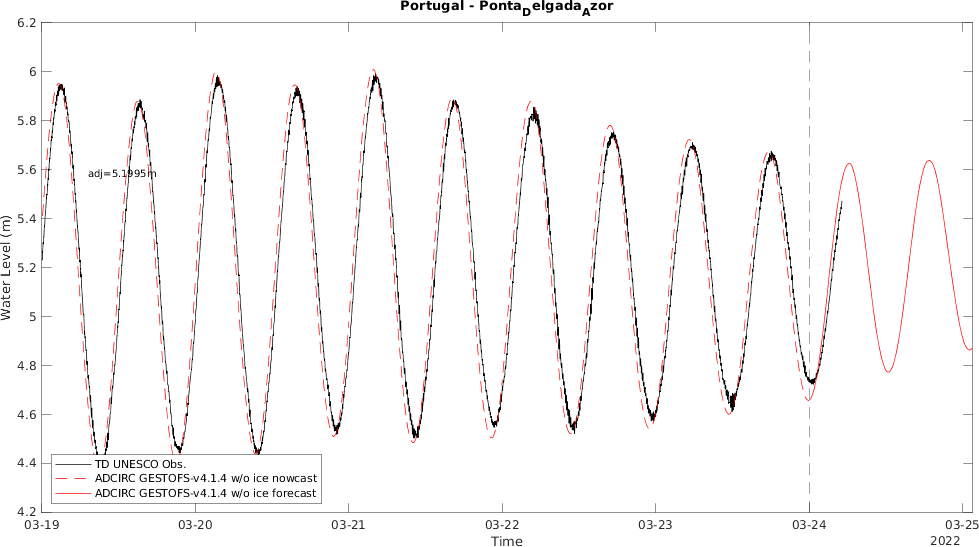 Portugal - Ponta_Delgada_Azor
6.2
6
5.8
5.6
5.4
5.2
5
4.8
4.6
4.4
4.2
Water Level (m)
adj=5.1995m
TD UNESCO Obs.
ADCIRC GESTOFS-v4.1.4 w/o ice nowcast
ADCIRC GESTOFS-v4.1.4 w/o ice forecast
03-19 03-20 03-21 03-22 03-23 03-24 03-25
Time
2022